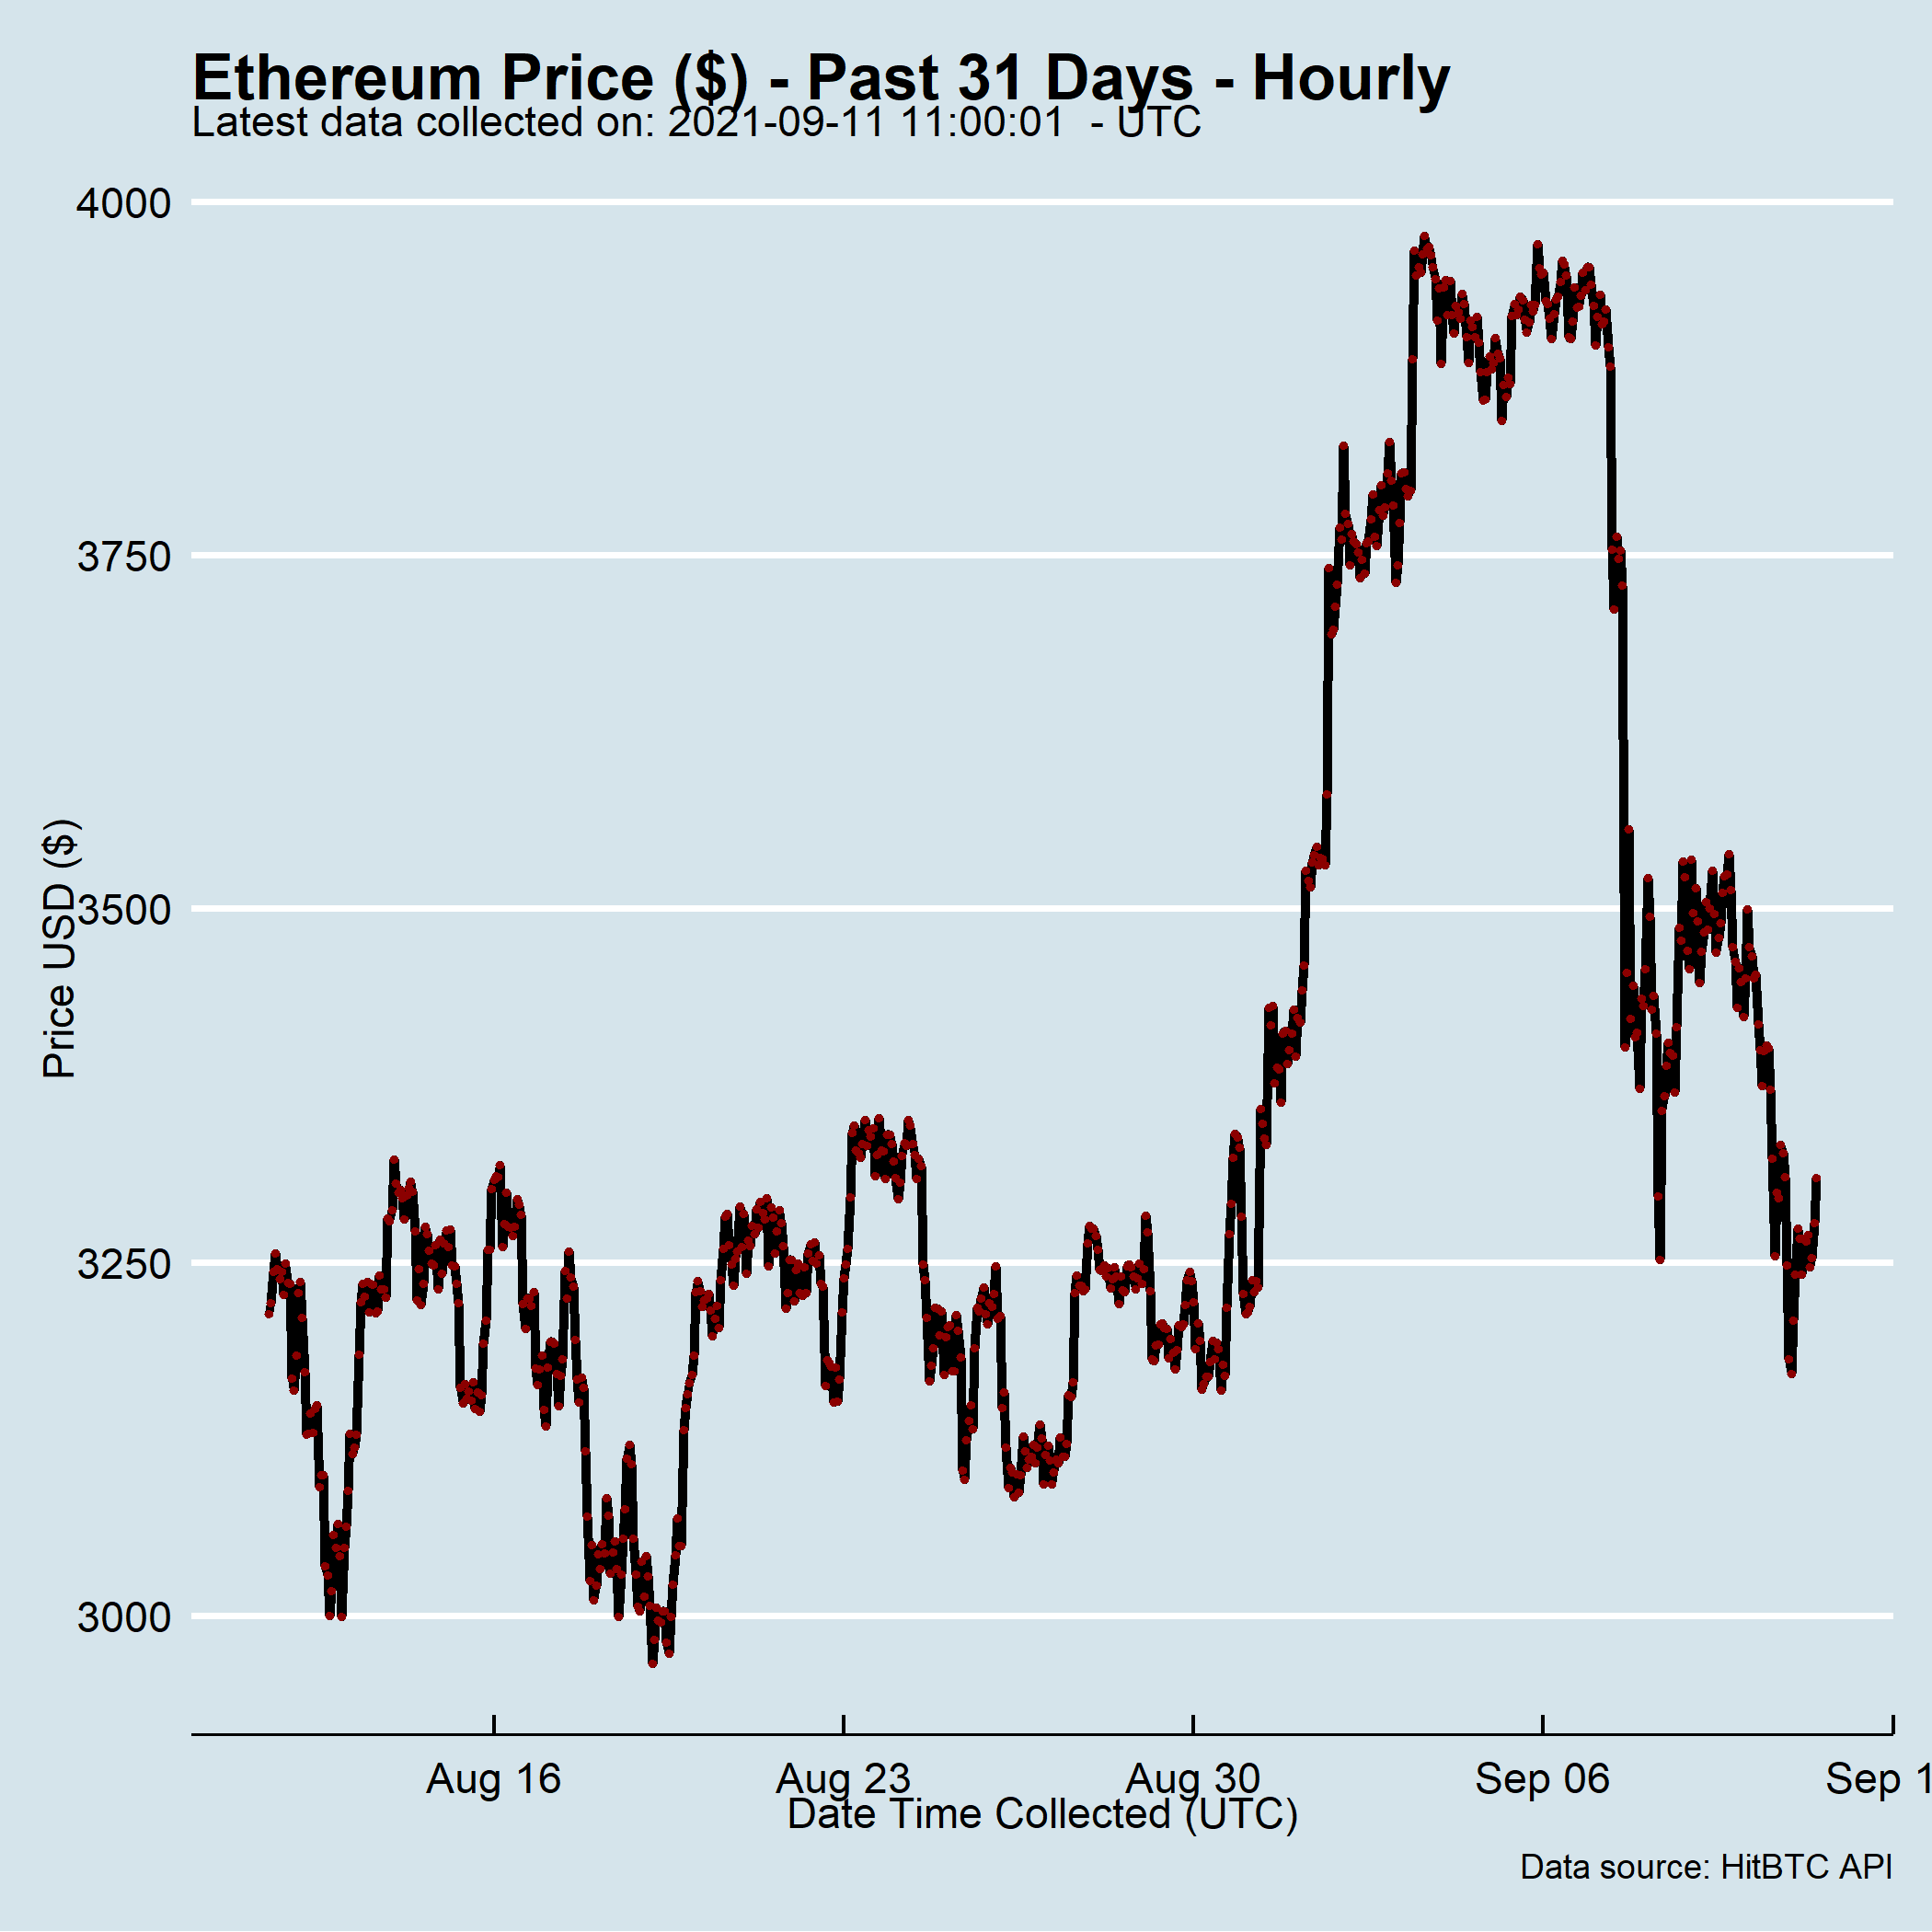 Ethereum Price ($) - Past 31 Days - Hourly
Latest data collected on: 2021-09-11 11:00:01  - UTC
4000
3750
3500
3250
3000
Price USD ($)
Aug 16
Aug 23
Aug 30
Sep 06
Sep 1
Date Time Collected (UTC)
Data source: HitBTC API